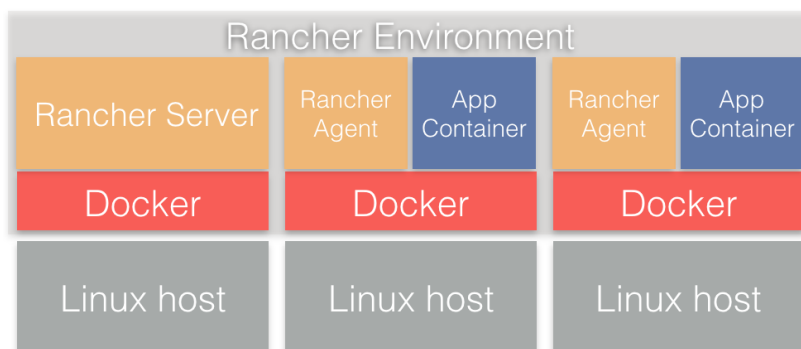 Rancher Environment
Rancher Server
Rancher
Agent
App
Container
Rancher
Agent
App
Container
Docker
Docker
Docker
Linux host
Linux host
Linux host